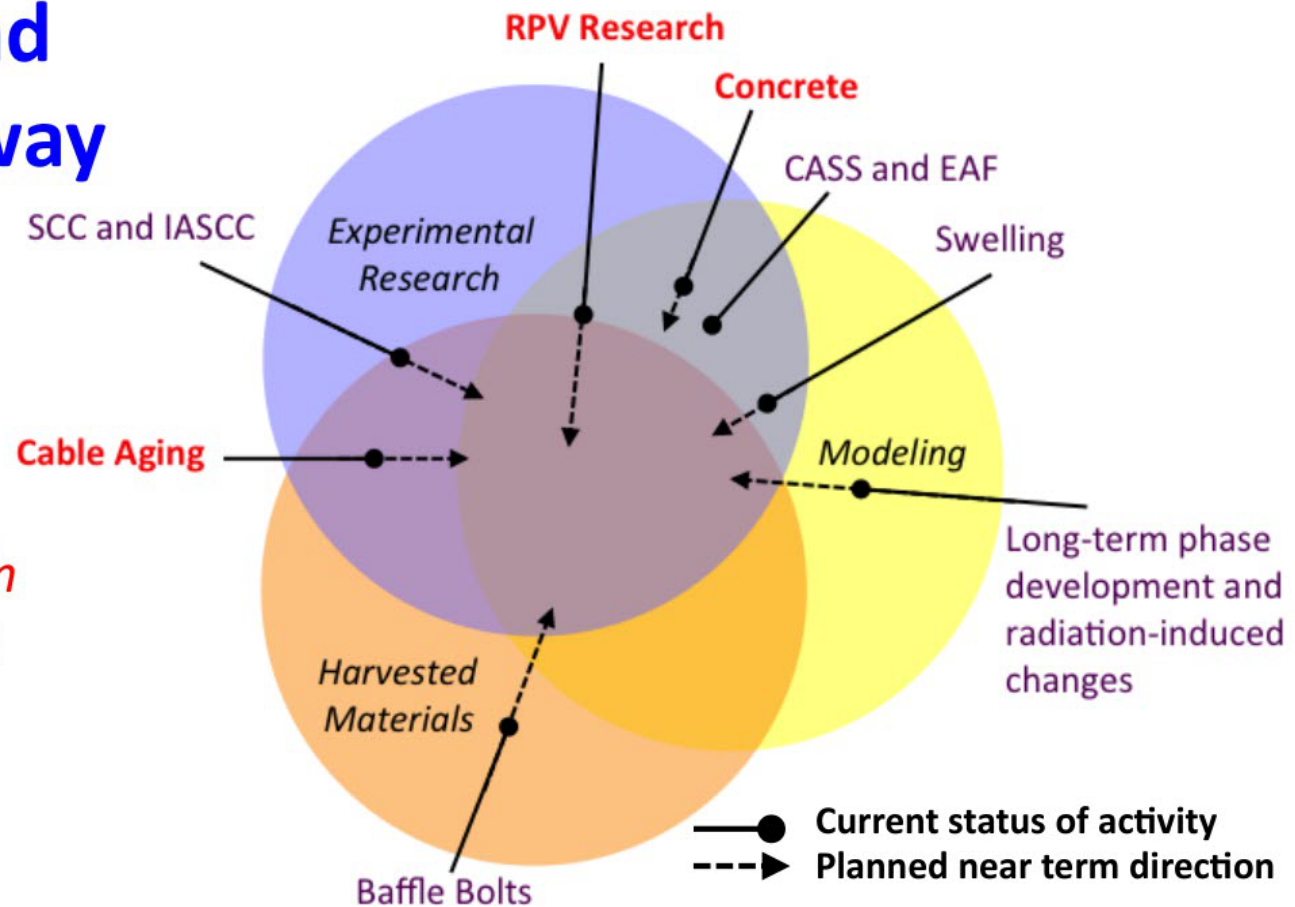 RPV Research
Concrete
CASS and EAF
Swelling
SCC and IASCC
Experimental
Research
Cable Aging
Modeling
Long-term phase
development and
radiation-induced
changes
Harvested
Materials
Baffle Bolts
Current status of activity
Planned near term direction